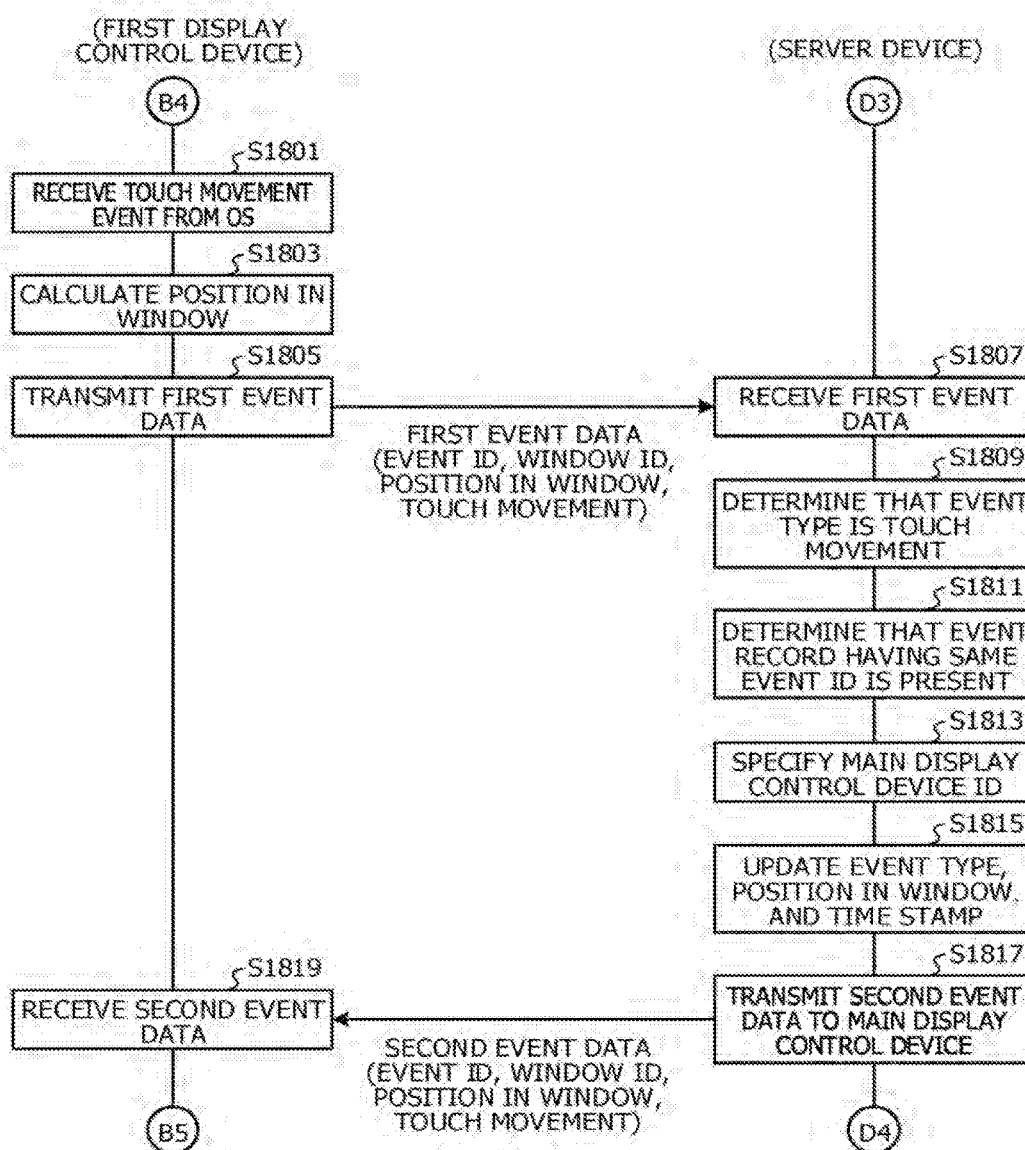 (FIRST DISPLAY
CONTROL DEVICE)
(SERVER DEVICE)
B4
D3
S1801
RECEIVE TOUCH MOVEMENT
EVENT FROM OS
S1803
CALCULATE POSITION IN
WINDOW
S1805
TRANSMIT FIRST EVENT
DATA
FIRST EVENT DATA
(EVENT ID, WINDOW ID,
POSITION IN WINDOW,
TOUCH MOVEMENT)
S1807
RECEIVE FIRST EVENT
DATA
S1809
DETERMINE THAT EVENT
TYPE IS TOUCH
MOVEMENT
S1811
DETERMINE THAT EVENT
RECORD HAVING SAME
EVENT ID IS PRESENT
S1813
SPECIFY MAIN DISPLAY
CONTROL DEVICE ID
S1815
UPDATE EVENT TYPE,
POSITION IN WINDOW,
AND TIME STAMP
S1817
TRANSMIT SECOND EVENT
DATA TO MAIN DISPLAY
CONTROL DEVICE
S1819
RECEIVE SECOND EVENT
DATA
SECOND EVENT DATA
(EVENT ID, WINDOW ID,
POSITION IN WINDOW,
TOUCH MOVEMENT)
B5
D4